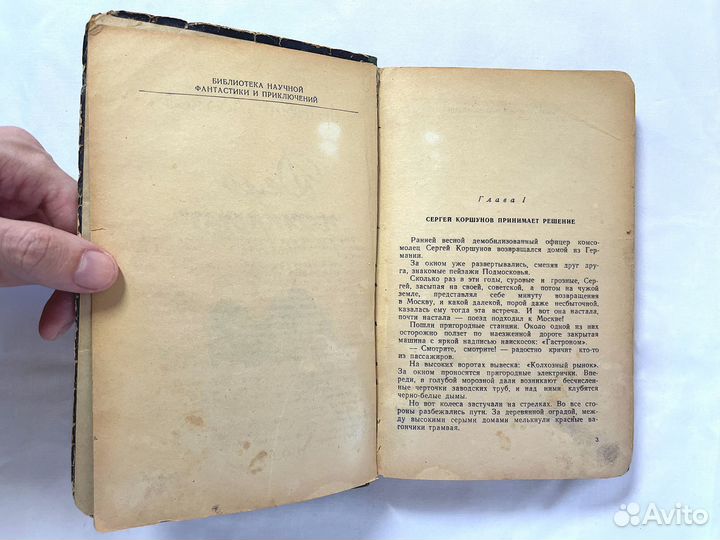 БИБЛИОТЕКА НАУЧНОЙ
ФАНТАСТИКИ И ПРИКЛЮЧЕНИЙ
Глава I
СЕРГЕЙ КОРШУНОВ ПРИНИМАЕТ РЕШЕНИЕ
Ранней весной демобилизованный офицер комсо-
молец Сергей Коршунов возвращался домой из Гер-
мании.
За окном уже развертывались, сменяя друг дру-
га, знакомые пейзажи Подмосковья.
Сколько раз в эти годы, суровые и грозные, Сер-
гей, засыпая на своей, советской, а потом на чужой
земле, представлял себе минуту возвращения
в Москву, и какой далекой, порой даже несбыточной,
казалась ему тогда эта встреча. И вот она настала,
почти настала — поезд подходил к Москве!
Пошли пригородные станции. Около одной из них
осторожно ползет по наезженной дороге закрытая
машина с яркой надписью наискосок: «Гастроном».
— Смотрите, смотрите! — радостно кричит кто-то
из пассажиров.
На высоких воротах вывеска: «Колхозный рынок».
За окном проносятся пригородные электрички. Впе-
реди, в голубой морозной дали возникают бесчислен-
ные черточки заводских труб, и над ними клубятся
черно-белые дымы.
Но вот колеса застучали на стрелках. Во все сто-
роны разбежались пути. За деревянной оградой, меж-
ду высокими серыми домами мелькнули красные ва-
гончики трамвая.
3
Avito